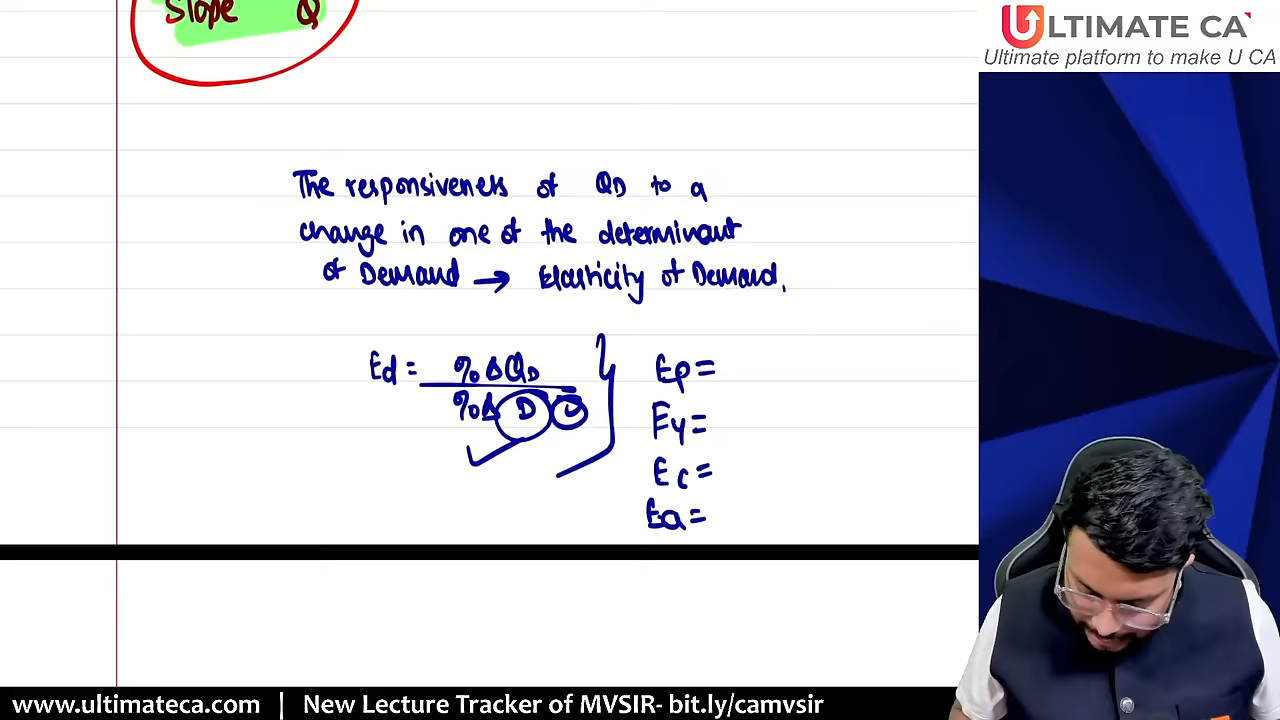 Slope Q
ULTIMATE CA
Ultimate platform to make U CA
The responsiveness of QD to a
change in one of the determinant
of Demand → Elasticity of Demand,
Ed = %ΔQD
%Δ D
Ep =
Ey =
Ec =
Ea =
www.ultimateca.com | New Lecture Tracker of MVSIR- bit.ly/camvsir